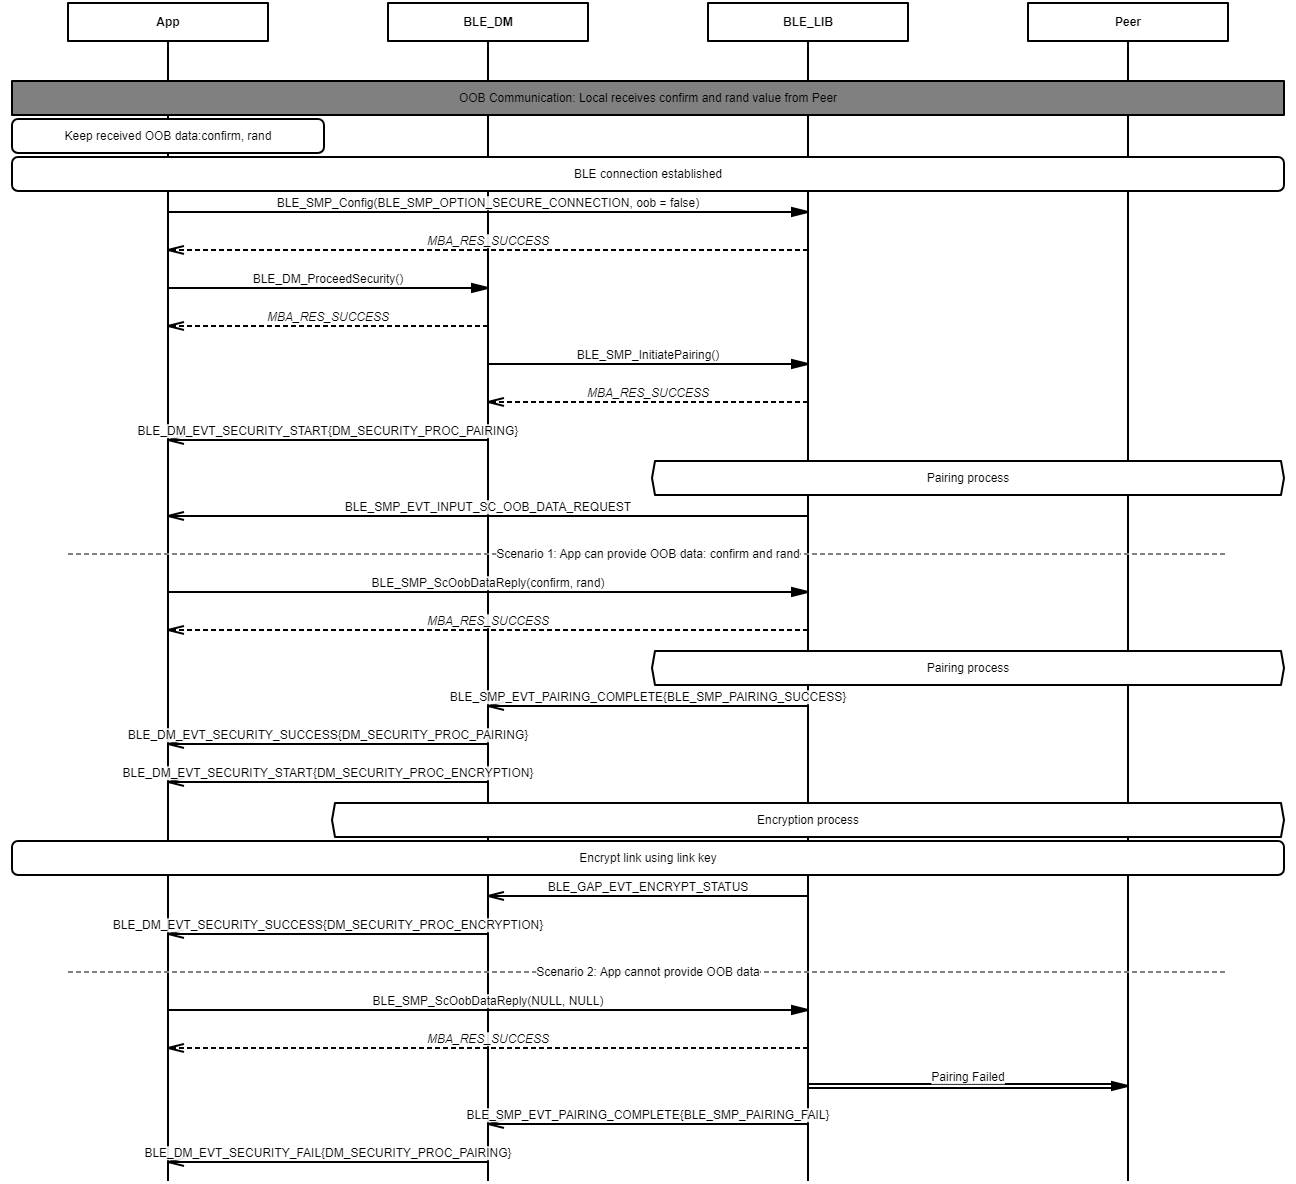 App
BLE_DM
BLE_LIB
Peer
OOB Communication: Local receives confirm and rand value from Peer
Keep received OOB data:confirm, rand
BLE connection established
BLE_SMP_Config(BLE_SMP_OPTION_SECURE_CONNECTION, oob = false)
MBA_RES_SUCCESS
BLE_DM_ProceedSecurity()
MBA_RES_SUCCESS
BLE_SMP_InitiatePairing()
MBA_RES_SUCCESS
BLE_DM_EVT_SECURITY_START{DM_SECURITY_PROC_PAIRING}
Pairing process
BLE_SMP_EVT_INPUT_SC_OOB_DATA_REQUEST
Scenario 1: App can provide OOB data: confirm and rand
BLE_SMP_ScOobDataReply(confirm, rand)
MBA_RES_SUCCESS
Pairing process
BLE_SMP_EVT_PAIRING_COMPLETE{BLE_SMP_PAIRING_SUCCESS}
BLE_DM_EVT_SECURITY_SUCCESS{DM_SECURITY_PROC_PAIRING}
BLE_DM_EVT_SECURITY_START{DM_SECURITY_PROC_ENCRYPTION}
Encryption process
Encrypt link using link key
BLE_GAP_EVT_ENCRYPT_STATUS
BLE_DM_EVT_SECURITY_SUCCESS{DM_SECURITY_PROC_ENCRYPTION}
Scenario 2: App cannot provide OOB data
BLE_SMP_ScOobDataReply(NULL, NULL)
MBA_RES_SUCCESS
Pairing Failed
BLE_SMP_EVT_PAIRING_COMPLETE{BLE_SMP_PAIRING_FAIL}
BLE_DM_EVT_SECURITY_FAIL{DM_SECURITY_PROC_PAIRING}